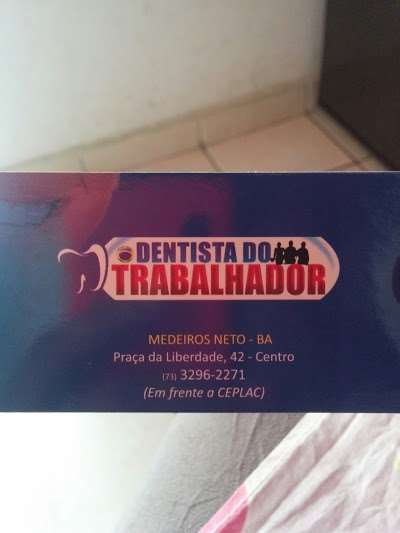 DENTISTA DO
TRABALHADOR
MEDEIROS NETO - BA
Praça da Liberdade, 42 - Centro
(73) 3296-2271
(Em frente a CEPLAC)